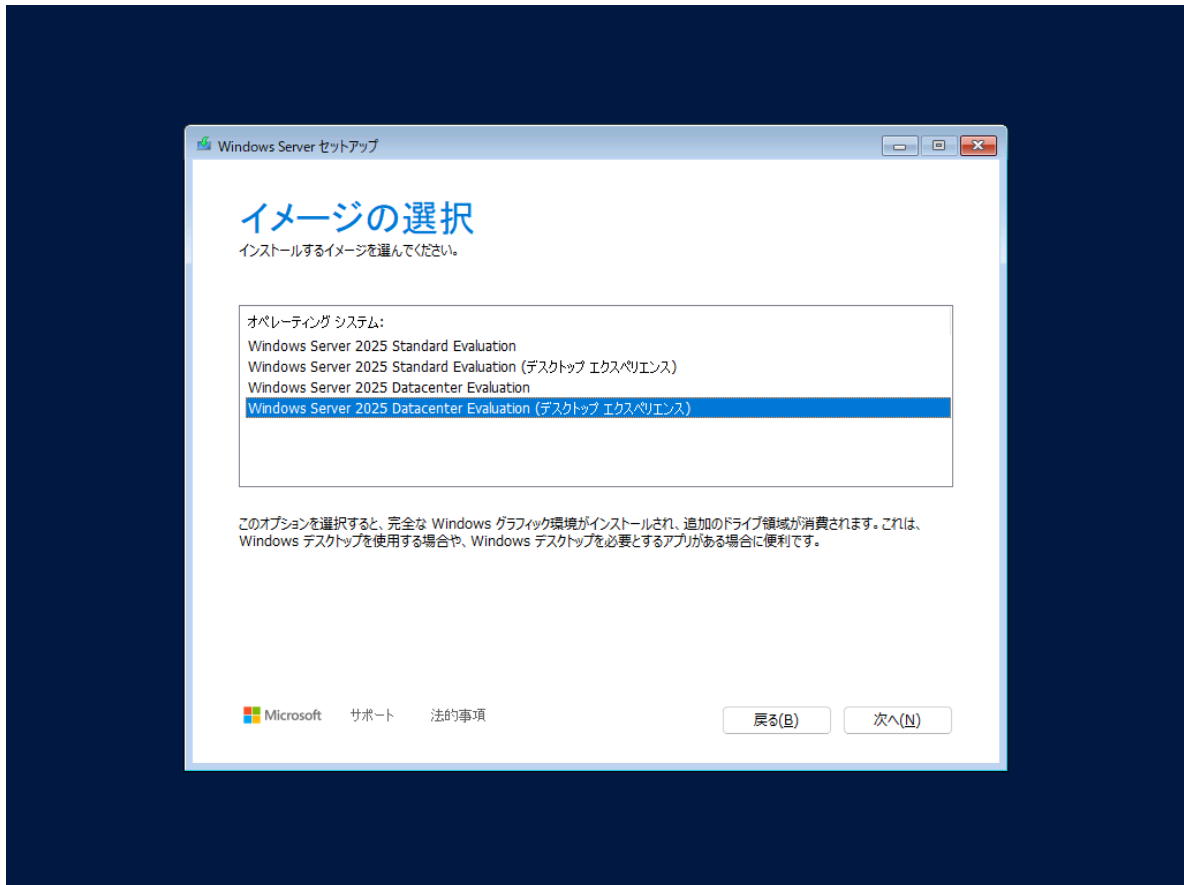 Windows Server セットアップ
イメージの選択
インストールするイメージを選んでください。
オペレーティング システム:
Windows Server 2025 Standard Evaluation
Windows Server 2025 Standard Evaluation (デスクトップ エクスペリエンス)
Windows Server 2025 Datacenter Evaluation
Windows Server 2025 Datacenter Evaluation (デスクトップ エクスペリエンス)
このオプションを選択すると、完全な Windows グラフィック環境がインストールされ、追加のドライブ領域が消費されます。これは、
Windows デスクトップを使用する場合や、Windows デスクトップを必要とするアプリがある場合に便利です。
Microsoft サポート 法的事項 戻る(B) 次へ(N)